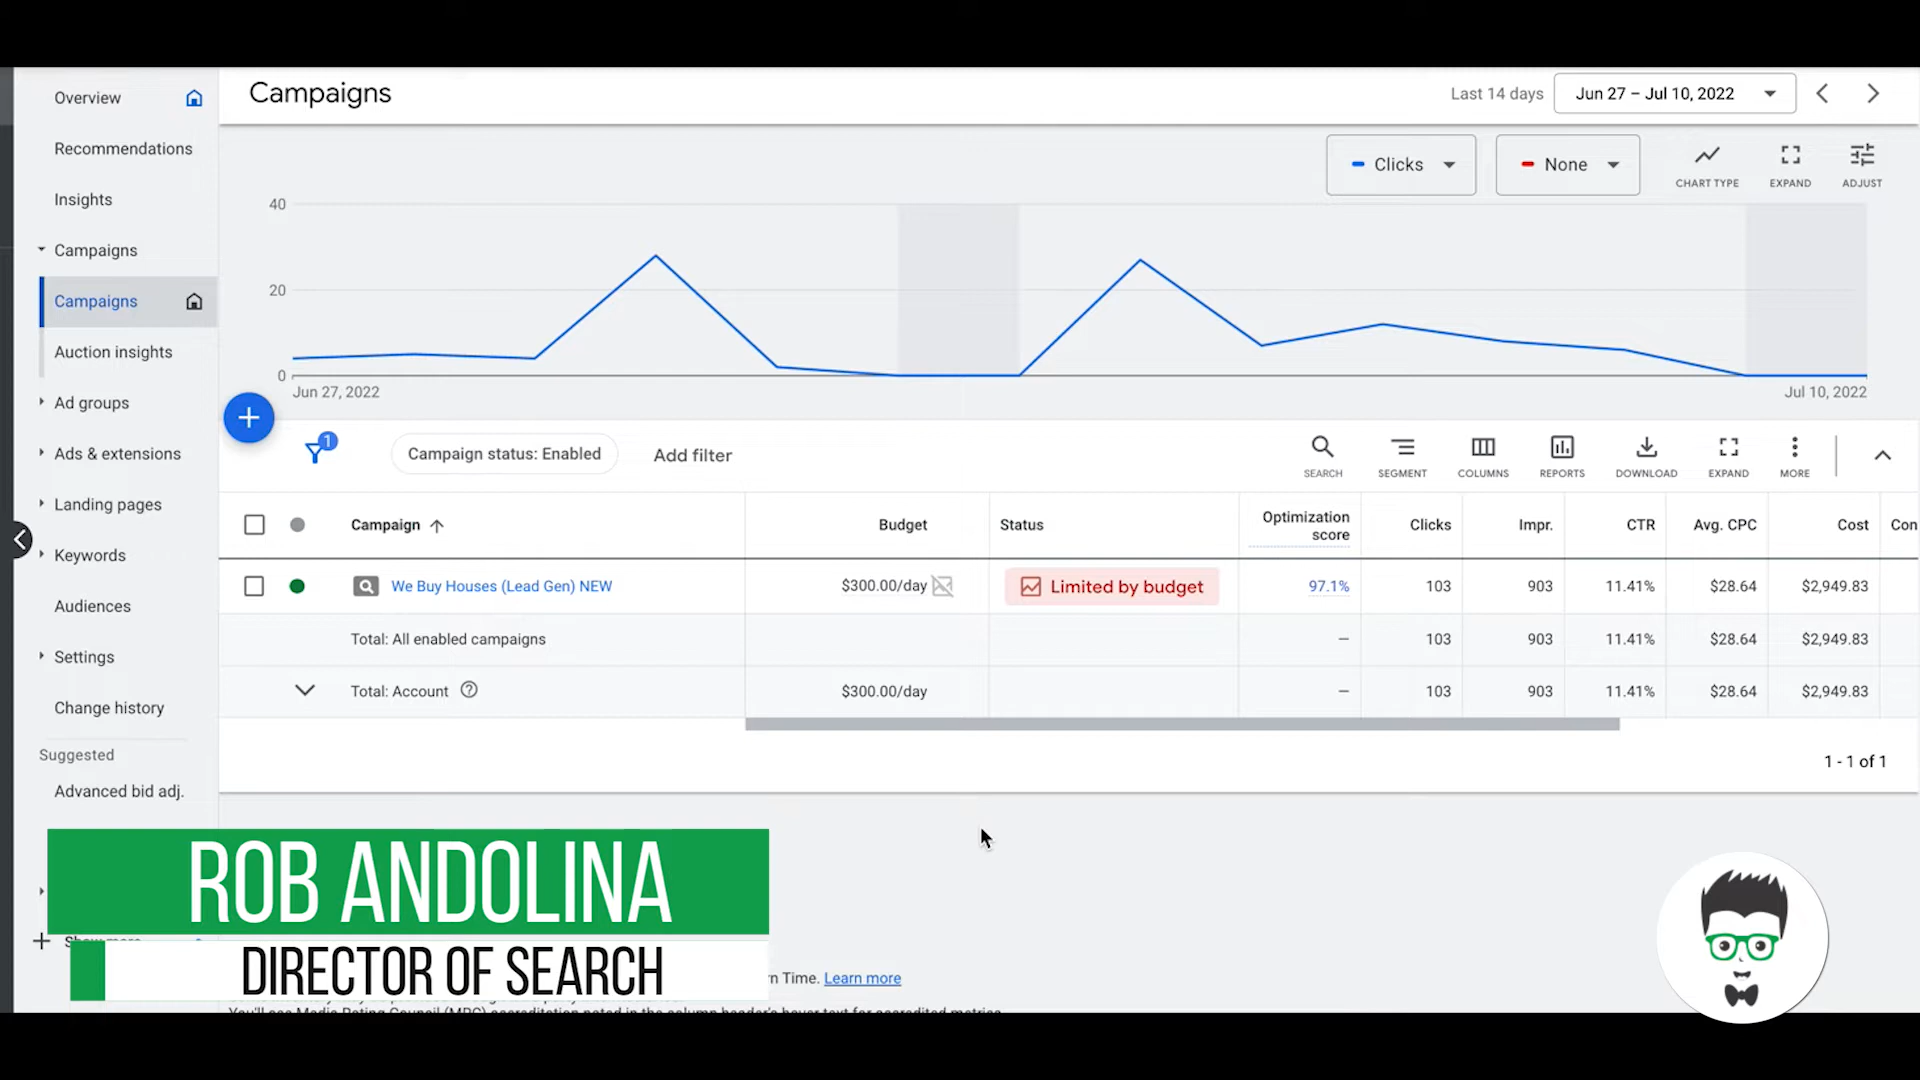 Overview
Recommendations
Insights
Campaigns
Campaigns
Auction insights
Ad groups
Ads & extensions
Landing pages
Keywords
Audiences
Settings
Change history
Suggested
Advanced bid adj.
Campaigns
Last 14 days
Jun 27 – Jul 10, 2022
Clicks
None
CHART TYPE
EXPAND
ADJUST
40
20
0
Jun 27, 2022
Jul 10, 2022
1
Campaign status: Enabled
Add filter
SEARCH
SEGMENT
COLUMNS
REPORTS
DOWNLOAD
EXPAND
MORE
Campaign Budget Status Optimization score Clicks Impr. CTR Avg. CPC Cost Con
We Buy Houses (Lead Gen) NEW $300.00/day Limited by budget 97.1% 103 903 11.41% $28.64 $2,949.83
Total: All enabled campaigns – 103 903 11.41% $28.64 $2,949.83
Total: Account $300.00/day – 103 903 11.41% $28.64 $2,949.83
1 - 1 of 1
ROB ANDOLINA
DIRECTOR OF SEARCH
n Time. Learn more